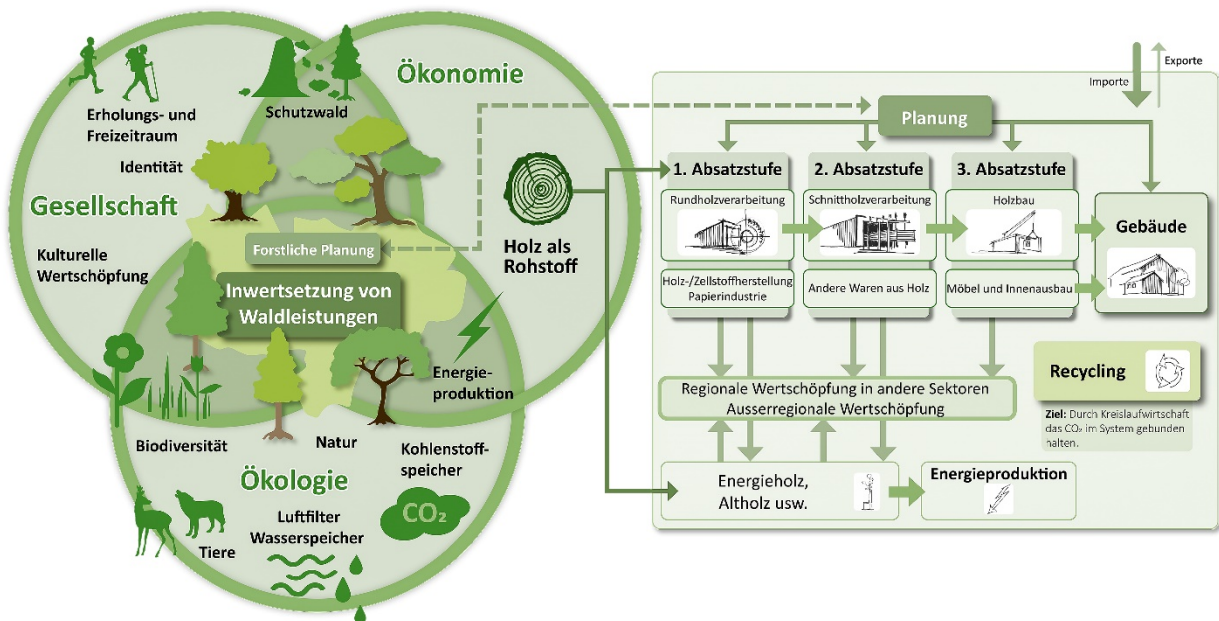 Ökonomie
Erholungs- und
Freizeitraum
Schutzwald
Identität
Gesellschaft
Kulturelle
Wertschöpfung
Forstliche Planung
Inwertsetzung von
Waldleistungen
Holz als
Rohstoff
Energie-
produktion
Biodiversität
Natur
Kohlenstoff-
speicher
Ökologie
CO₂
Luftfilter
Wasserspeicher
Tiere
Exporte
Importe
Planung
1. Absatzstufe
Rundholzverarbeitung
Holz-/Zellstoffherstellung
Papierindustrie
2. Absatzstufe
Schnittholzverarbeitung
Andere Waren aus Holz
3. Absatzstufe
Holzbau
Möbel und Innenausbau
Gebäude
Regionale Wertschöpfung in andere Sektoren
Ausserregionale Wertschöpfung
Recycling
Ziel: Durch Kreislaufwirtschaft
das CO₂ im System gebunden
halten.
Energieholz,
Altholz usw.
Energieproduktion